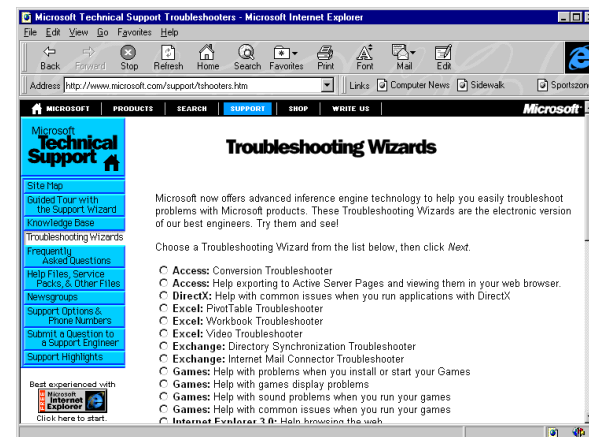 Microsoft Technical Support Troubleshooters - Microsoft Internet Explorer
File Edit View Go Favorites Help
Back Forward Stop Refresh Home Search Favorites Print Font Mail Edit
Address http://www.microsoft.com/support/tshooters.htm Links Computer News Sidewalk Sportszon
MICROSOFT PRODUCTS SEARCH SUPPORT SHOP WRITE US Microsoft
Microsoft
Technical
Support
Site Map
Guided Tour with
the Support Wizard
Knowledge Base
Troubleshooting Wizards
Frequently
Asked Questions
Help Files, Service
Packs, & Other Files
Newsgroups
Support Options &
Phone Numbers
Submit a Question to
a Support Engineer
Support Highlights
Best experienced with
Microsoft
Internet
Explorer
Click here to start.
Troubleshooting Wizards
Microsoft now offers advanced inference engine technology to help you easily troubleshoot
problems with Microsoft products. These Troubleshooting Wizards are the electronic version
of our best engineers. Try them and see!
Choose a Troubleshooting Wizard from the list below, then click Next.
Access: Conversion Troubleshooter
Access: Help exporting to Active Server Pages and viewing them in your web browser.
DirectX: Help with common issues when you run applications with DirectX
Excel: PivotTable Troubleshooter
Excel: Workbook Troubleshooter
Excel: Video Troubleshooter
Exchange: Directory Synchronization Troubleshooter
Exchange: Internet Mail Connector Troubleshooter
Games: Help with problems when you install or start your Games
Games: Help with games display problems
Games: Help with sound problems when you run your games
Games: Help with common issues when you run your games
Internet Explorer 3.0: Help browsing the web